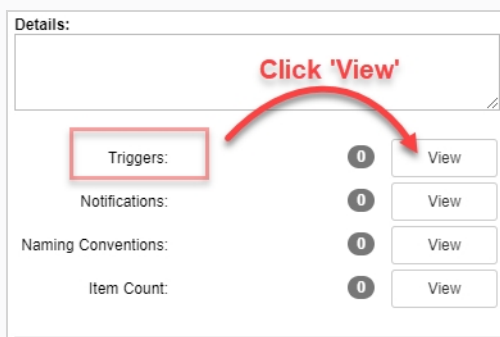 Details:
Click 'View'
Triggers: 0 View
Notifications: 0 View
Naming Conventions: 0 View
Item Count: 0 View